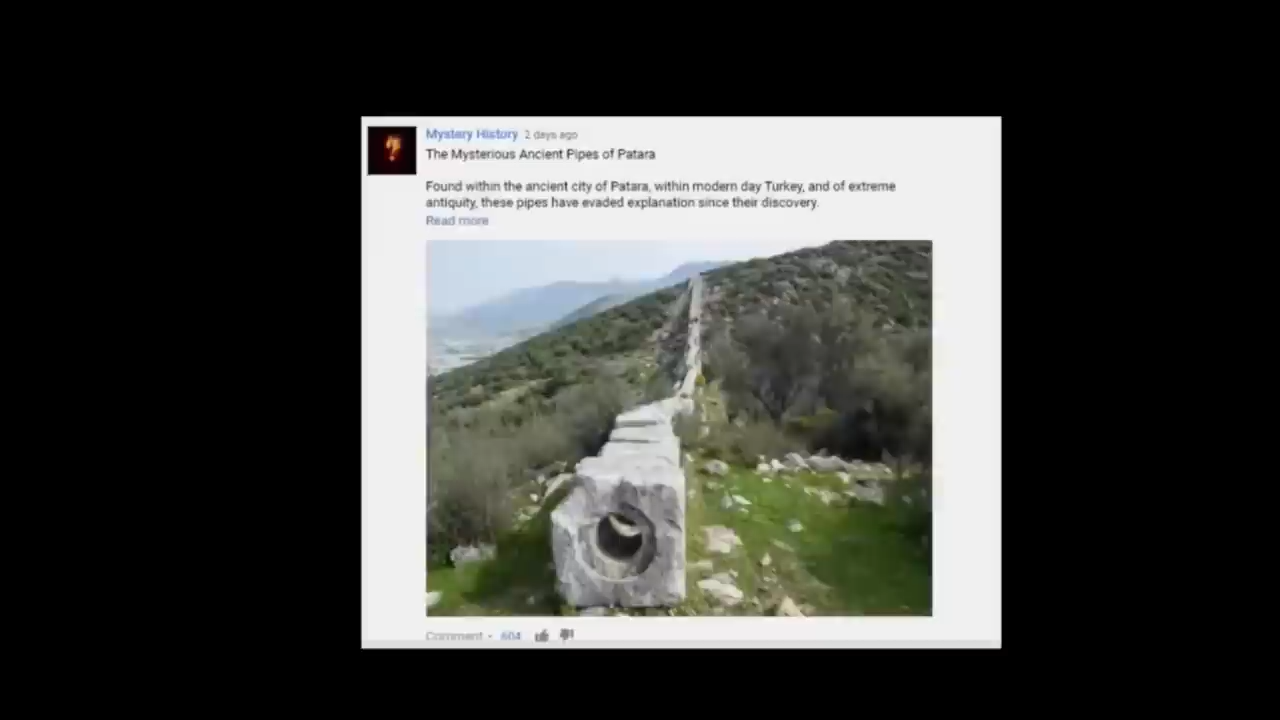 Mystery History 2 days ago
The Mysterious Ancient Pipes of Patara
Found within the ancient city of Patara, within modern day Turkey, and of extreme
antiquity, these pipes have evaded explanation since their discovery.
Read more
Comment • 604